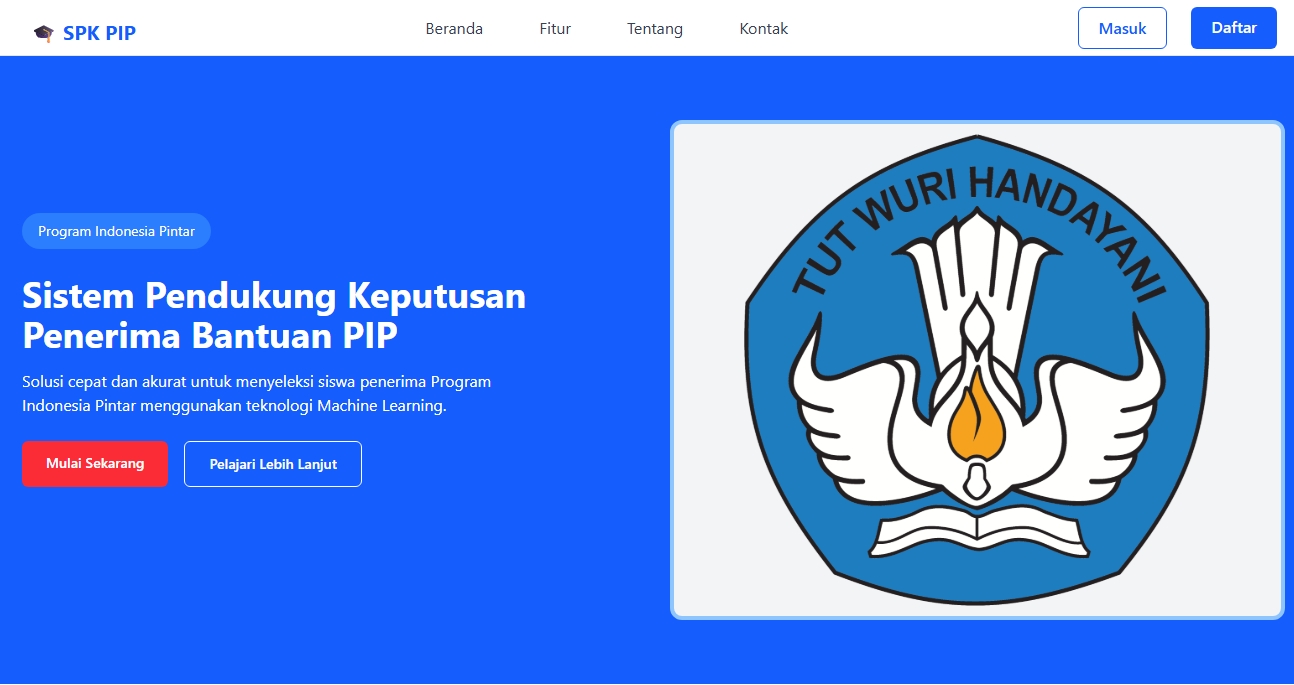 SPK PIP
Beranda
Fitur
Tentang
Kontak
Masuk
Daftar
Program Indonesia Pintar
Sistem Pendukung Keputusan
Penerima Bantuan PIP
Solusi cepat dan akurat untuk menyeleksi siswa penerima Program
Indonesia Pintar menggunakan teknologi Machine Learning.
Mulai Sekarang
Pelajari Lebih Lanjut
TUT WURI HANDAYANI